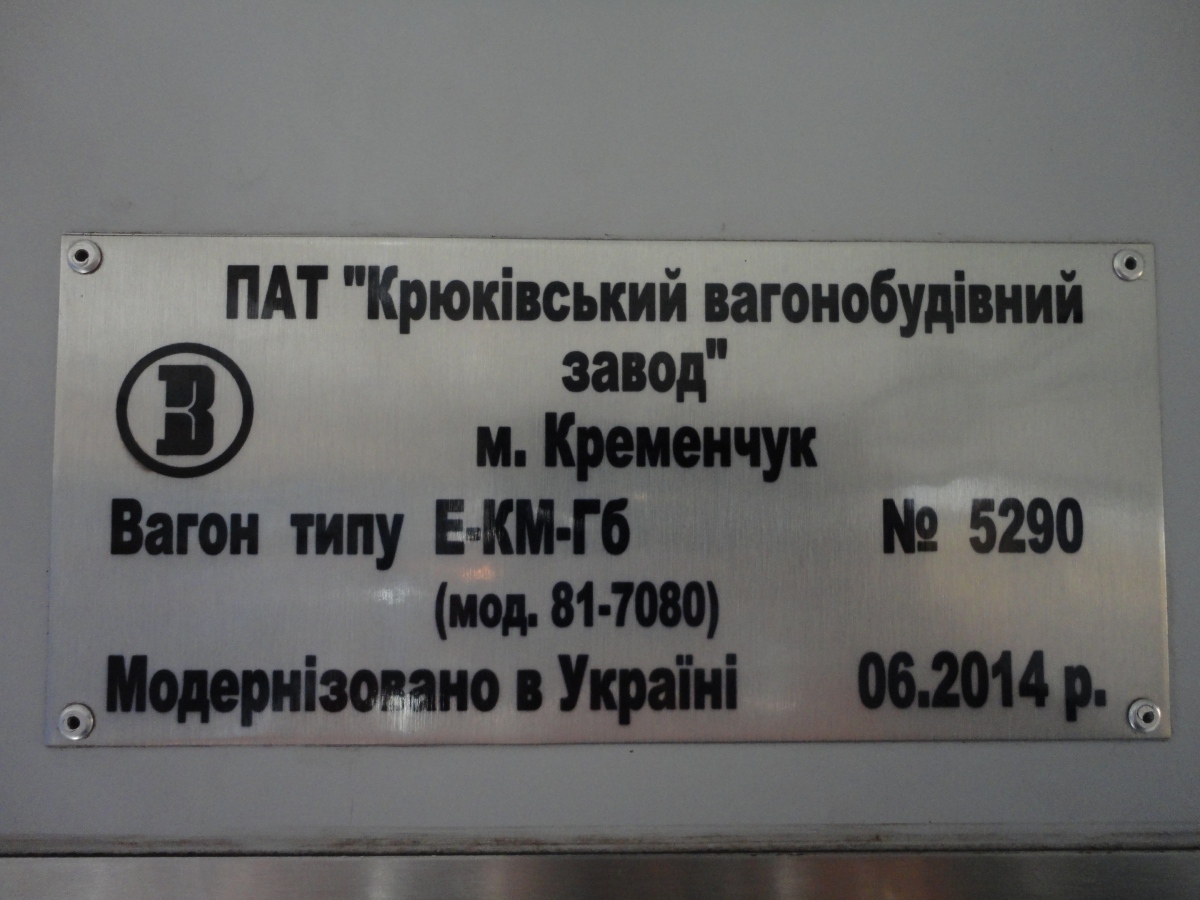 ПАТ "Крюківський вагонобудівний
завод"
м. Кременчук
В
Вагон типу Е-КМ-Гб № 5290
(мод. 81-7080)
Модернізовано в Україні 06.2014 р.